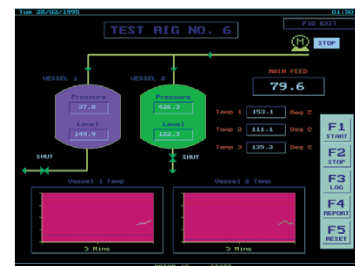 Tue 28/02/1995 01:50
F10 EXIT
TEST RIG NO. 6
M
STOP
VESSEL 1
VESSEL 2
MAIN FEED
79.6
Pressure
37.8
Level
149.9
Pressure
436.3
Level
122.3
Temp 1 153.1 Deg C
Temp 2 111.1 Deg C
Temp 3 135.2 Deg C
SHUT
SHUT
F1
START
F2
STOP
F3
LOG
F4
REPORT
F5
RESET
Vessel 1 Temp
5 Mins
Vessel 2 Temp
5 Mins